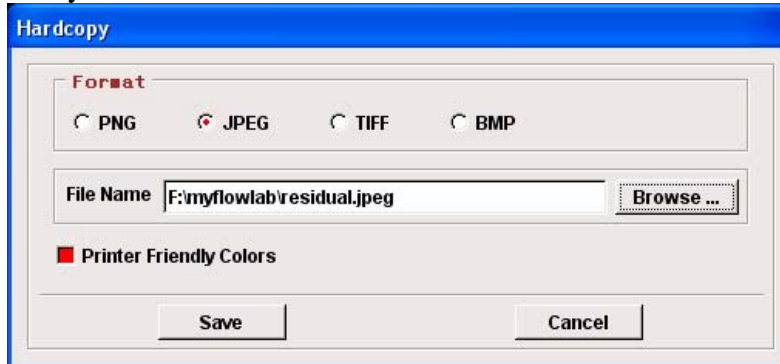 Hardcopy
Format
PNG JPEG TIFF BMP
File Name F:\myflowlab\residual.jpeg Browse ...
Printer Friendly Colors
Save Cancel